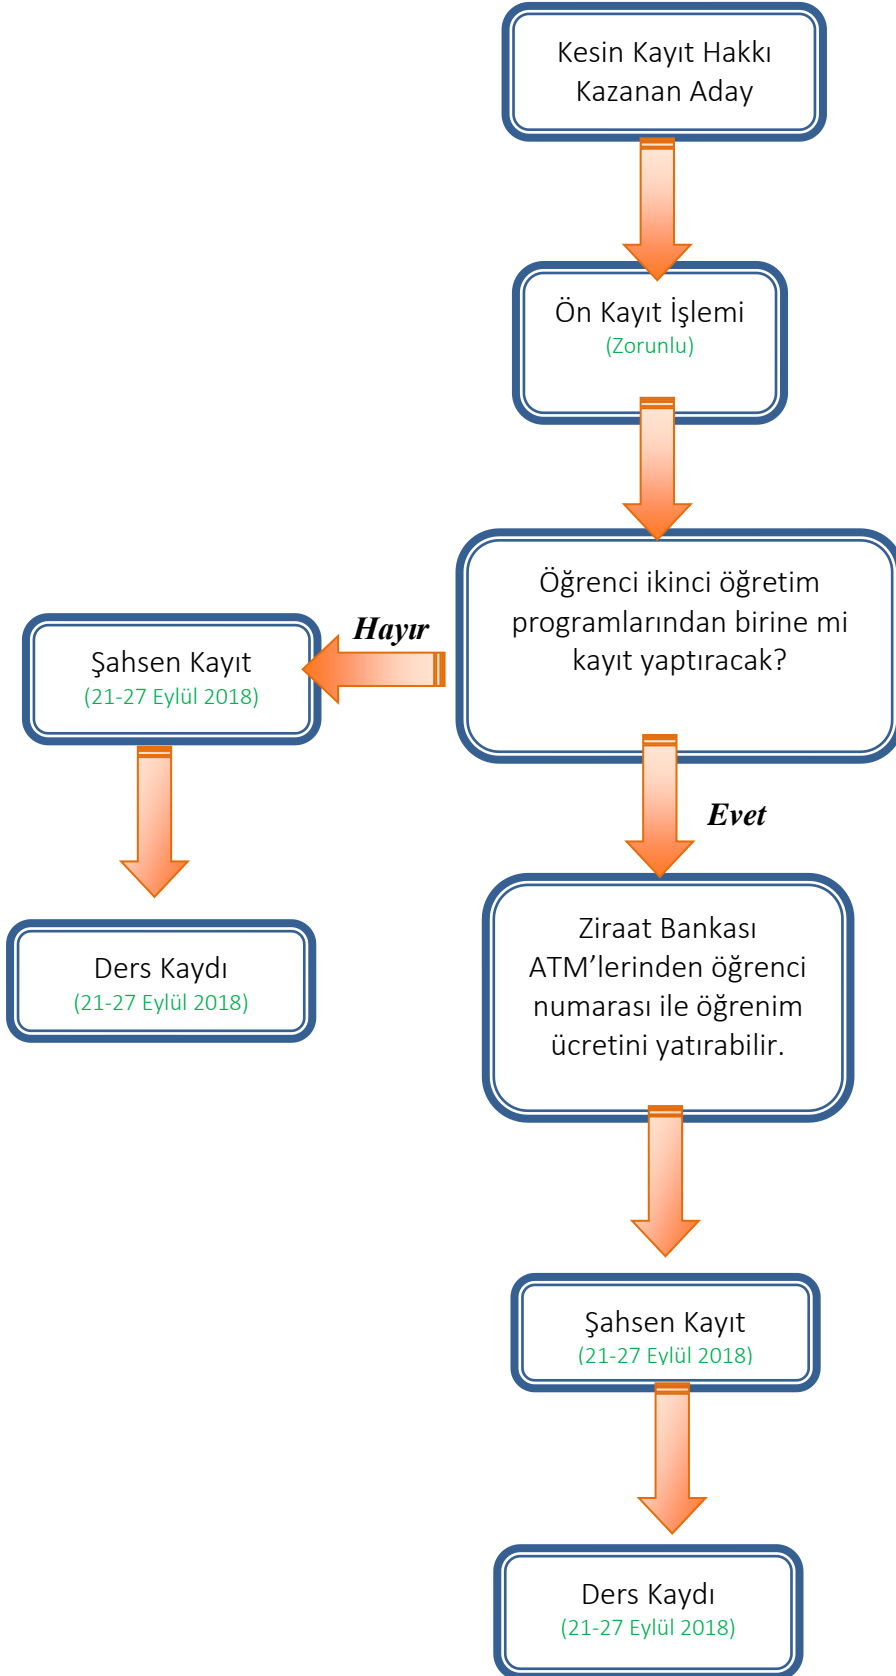 Kesin Kayıt Hakkı
Kazanan Aday
Ön Kayıt İşlemi
(Zorunlu)
Öğrenci ikinci öğretim
programlarından birine mi
kayıt yaptıracak?
Hayır
Şahsen Kayıt
(21-27 Eylül 2018)
Ders Kaydı
(21-27 Eylül 2018)
Evet
Ziraat Bankası
ATM’lerinden öğrenci
numarası ile öğrenim
ücretini yatırabilir.
Şahsen Kayıt
(21-27 Eylül 2018)
Ders Kaydı
(21-27 Eylül 2018)